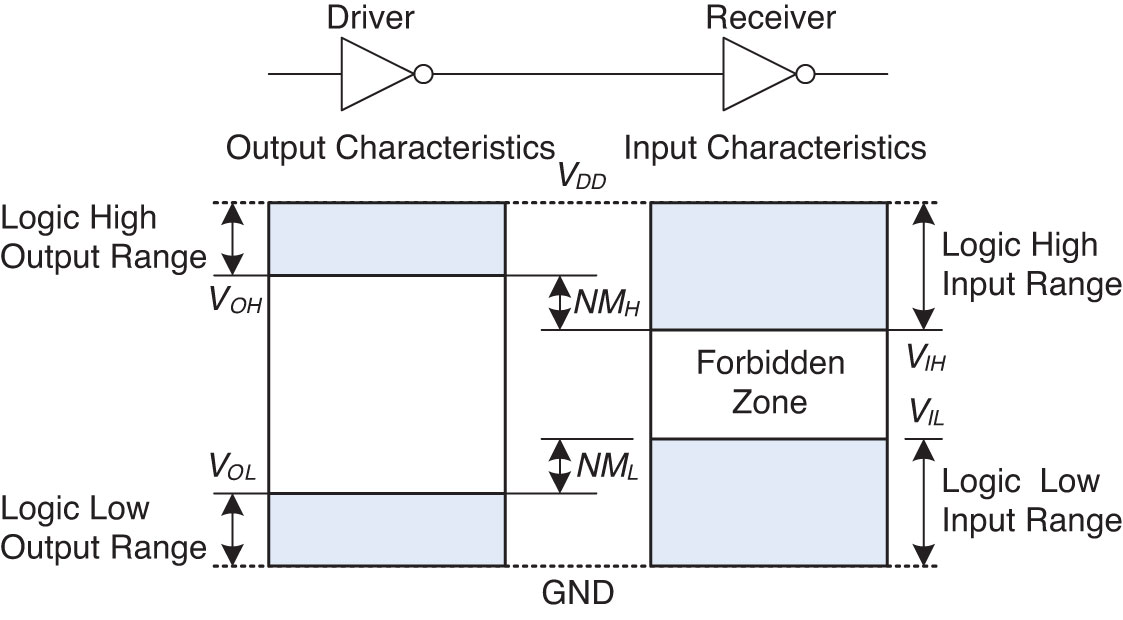 Driver
Receiver
Output Characteristics
Input Characteristics
VDD
Logic High
Output Range
Logic High
Input Range
VOH
NMH
Forbidden
Zone
VIH
VIL
VOL
NML
Logic Low
Output Range
Logic Low
Input Range
GND